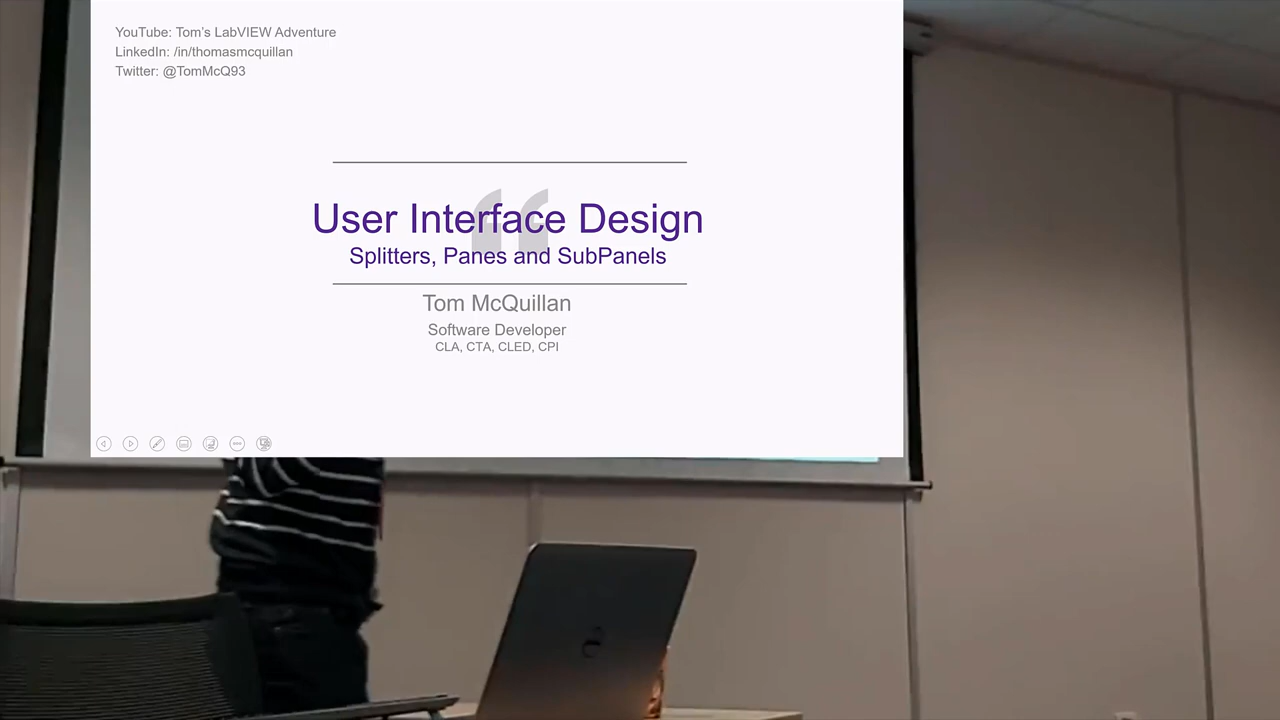 YouTube: Tom's LabVIEW Adventure
LinkedIn: /in/thomasmcquillan
Twitter: @TomMcQ93
User Interface Design
Splitters, Panes and SubPanels
Tom McQuillan
Software Developer
CLA, CTA, CLED, CPI